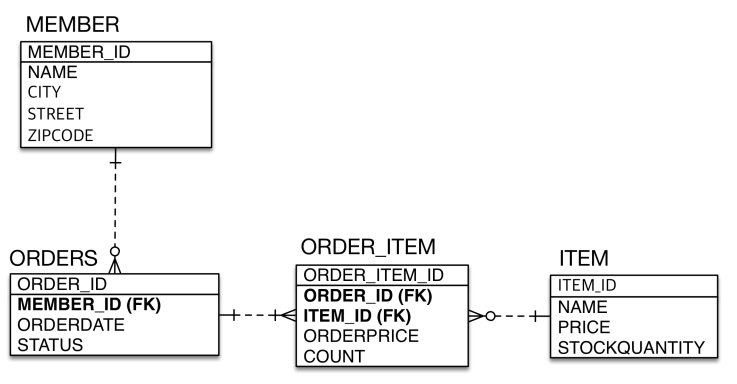 MEMBER
MEMBER_ID
NAME
CITY
STREET
ZIPCODE
ORDERS
ORDER_ID
MEMBER_ID (FK)
ORDERDATE
STATUS
ORDER_ITEM
ORDER_ITEM_ID
ORDER_ID (FK)
ITEM_ID (FK)
ORDERPRICE
COUNT
ITEM
ITEM_ID
NAME
PRICE
STOCKQUANTITY